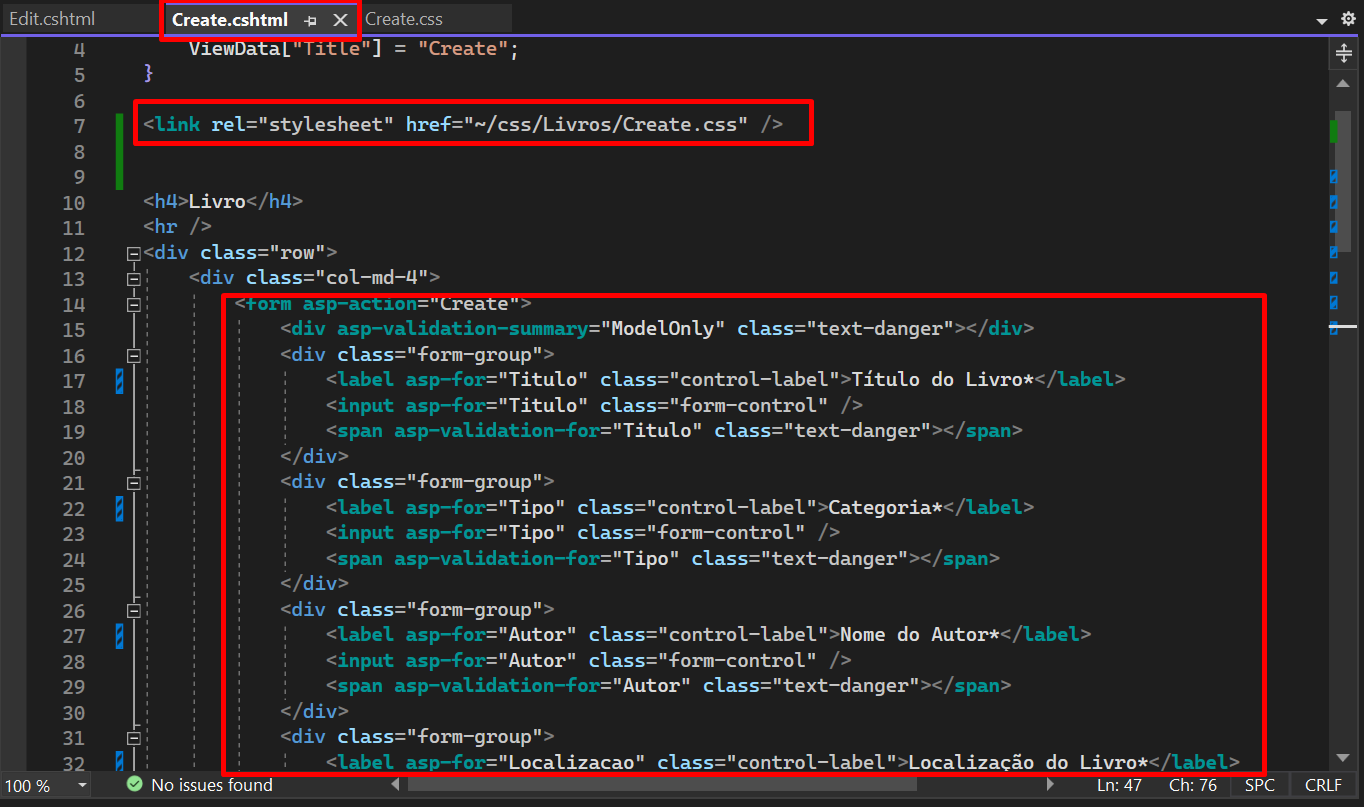 Edit.cshtml Create.cshtml Create.css
4 ViewData["Title"] = "Create";
5 }
6
7 <link rel="stylesheet" href="~/css/Livros/Create.css" />
8
9
10 <h4>Livro</h4>
11 <hr />
12 <div class="row">
13 <div class="col-md-4">
14 <form asp-action="Create">
15 <div asp-validation-summary="ModelOnly" class="text-danger"></div>
16 <div class="form-group">
17 <label asp-for="Titulo" class="control-label">Título do Livro*</label>
18 <input asp-for="Titulo" class="form-control" />
19 <span asp-validation-for="Titulo" class="text-danger"></span>
20 </div>
21 <div class="form-group">
22 <label asp-for="Tipo" class="control-label">Categoria*</label>
23 <input asp-for="Tipo" class="form-control" />
24 <span asp-validation-for="Tipo" class="text-danger"></span>
25 </div>
26 <div class="form-group">
27 <label asp-for="Autor" class="control-label">Nome do Autor*</label>
28 <input asp-for="Autor" class="form-control" />
29 <span asp-validation-for="Autor" class="text-danger"></span>
30 </div>
31 <div class="form-group">
32 <label asp-for="Localizacao" class="control-label">Localização do Livro*</label>
100 % No issues found Ln: 47 Ch: 76 SPC CRLF